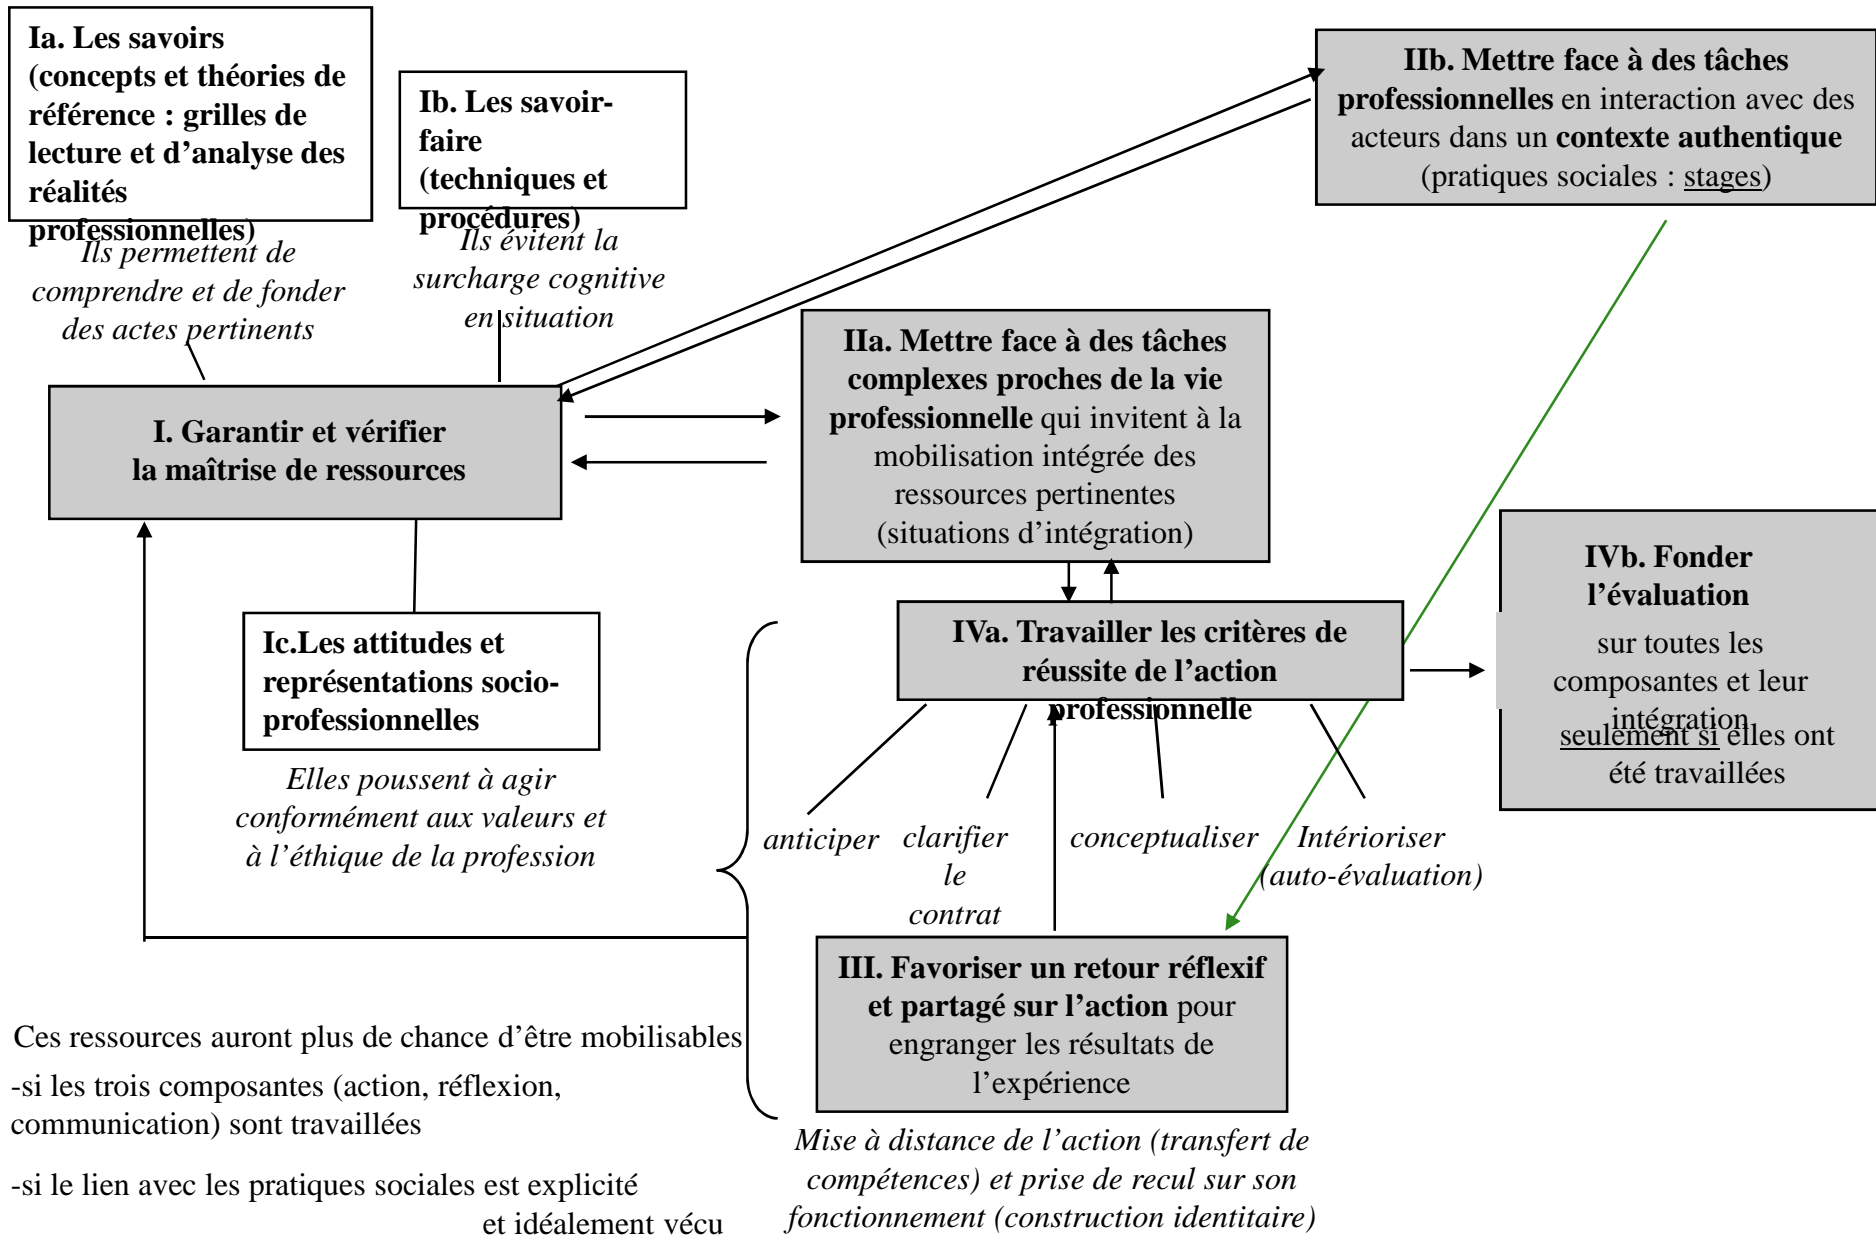 Ia. Les savoirs
(concepts et théories de
référence : grilles de
lecture et d’analyse des
réalités
professionnelles)
Ils permettent de
comprendre et de fonder
des actes pertinents
Ib. Les savoir-
faire
(techniques et
procédures)
Ils évitent la
surcharge cognitive
en situation
IIb. Mettre face à des tâches
professionnelles en interaction avec des
acteurs dans un contexte authentique
(pratiques sociales : stages)
I. Garantir et vérifier
la maîtrise de ressources
IIa. Mettre face à des tâches
complexes proches de la vie
professionnelle qui invitent à la
mobilisation intégrée des
ressources pertinentes
(situations d’intégration)
Ic.Les attitudes et
représentations socio-
professionnelles
Elles poussent à agir
conformément aux valeurs et
à l’éthique de la profession
IVa. Travailler les critères de
réussite de l’action
professionnelle
IVb. Fonder
l’évaluation
sur toutes les
composantes et leur
intégration
seulement si elles ont
été travaillées
anticiper
clarifier
le
contrat
conceptualiser
Intérioriser
(auto-évaluation)
III. Favoriser un retour réflexif
et partagé sur l’action pour
engranger les résultats de
l’expérience
Mise à distance de l’action (transfert de
compétences) et prise de recul sur son
fonctionnement (construction identitaire)
Ces ressources auront plus de chance d’être mobilisables
-si les trois composantes (action, réflexion,
communication) sont travaillées
-si le lien avec les pratiques sociales est explicité
et idéalement vécu